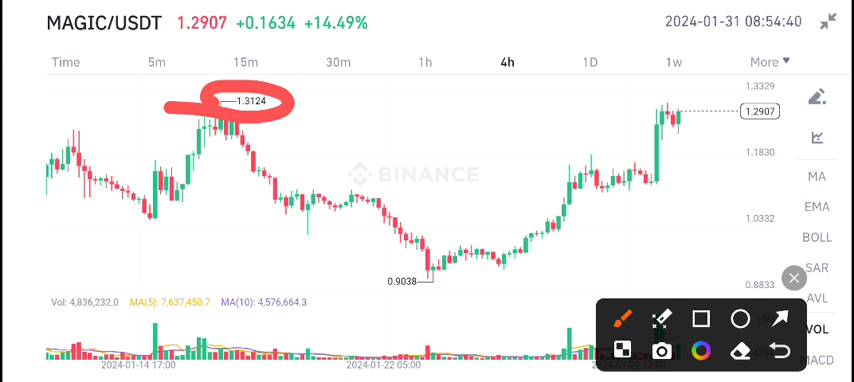 MAGIC/USDT 1.2907 +0.1634 +14.49% 2024-01-31 08:54:40
Time 5m 15m 30m 1h 4h 1D 1w More
1.3329
1.3124
1.2907
1.1830
BINANCE
MA
EMA
1.0332
BOLL
SAR
0.9038
0.8833
AVL
Vol: 4,836,232.0 MA(5): 7,637,450.7 MA(10): 4,576,664.3
VOL
MACD
2024-01-14 17:00 2024-01-22 05:00